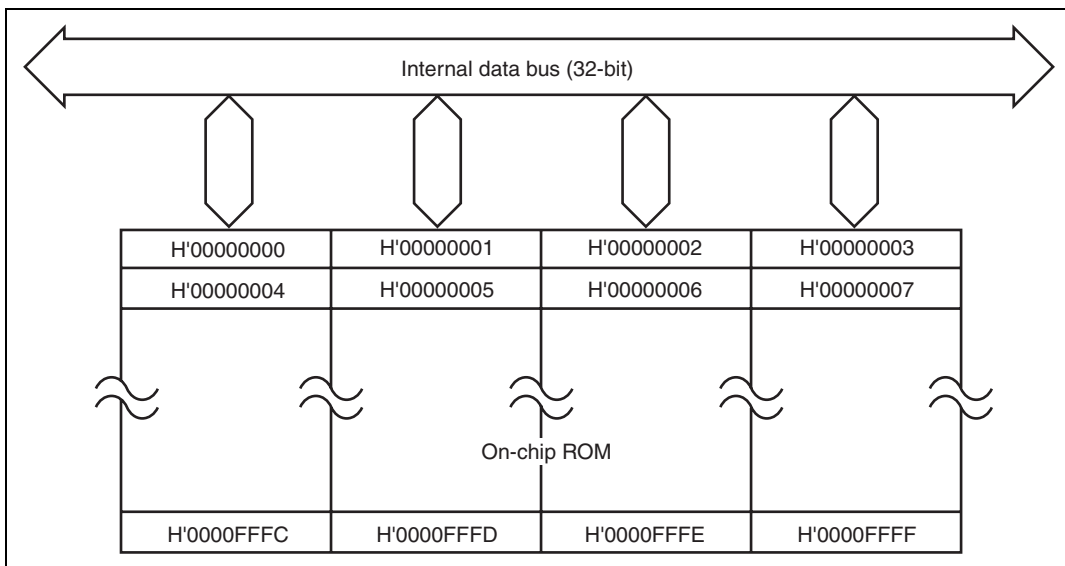 Internal data bus (32-bit)
H'00000000 H'00000001 H'00000002 H'00000003
H'00000004 H'00000005 H'00000006 H'00000007
On-chip ROM
H'0000FFFC H'0000FFFD H'0000FFFE H'0000FFFF